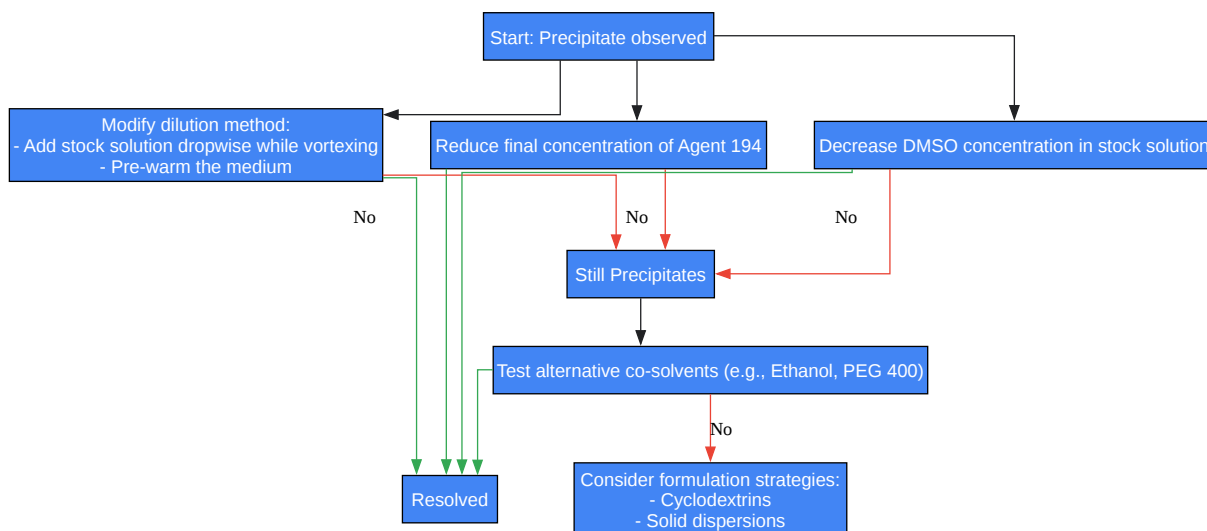 Start: Precipitate observed
Modify dilution method:
- Add stock solution dropwise while vortexing
- Pre-warm the medium
Reduce final concentration of Agent 194
Decrease DMSO concentration in stock solution
No
No
No
Still Precipitates
Test alternative co-solvents (e.g., Ethanol, PEG 400)
No
Resolved
Consider formulation strategies:
- Cyclodextrins
- Solid dispersions